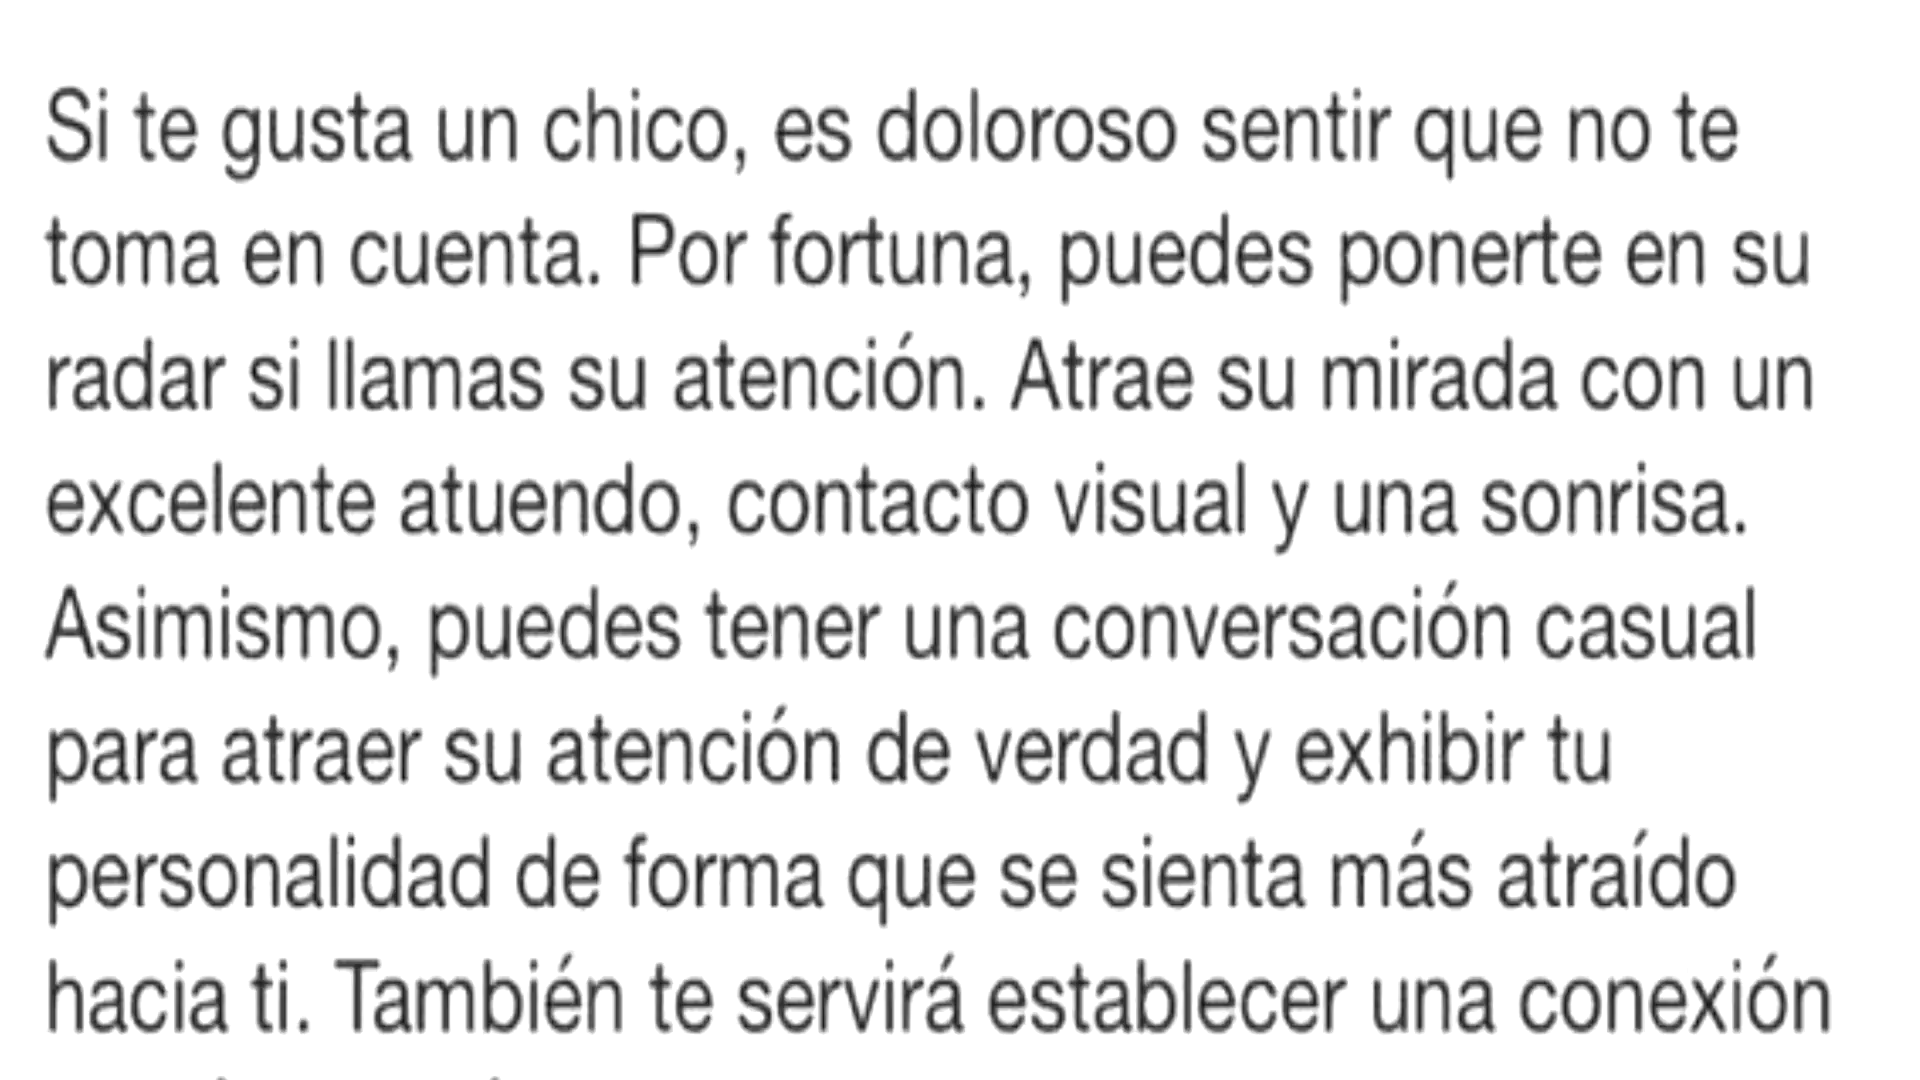 Si te gusta un chico, es doloroso sentir que no te
toma en cuenta. Por fortuna, puedes ponerte en su
radar si llamas su atención. Atrae su mirada con un
excelente atuendo, contacto visual y una sonrisa.
Asimismo, puedes tener una conversación casual
para atraer su atención de verdad y exhibir tu
personalidad de forma que se sienta más atraído
hacia ti. También te servirá establecer una conexión